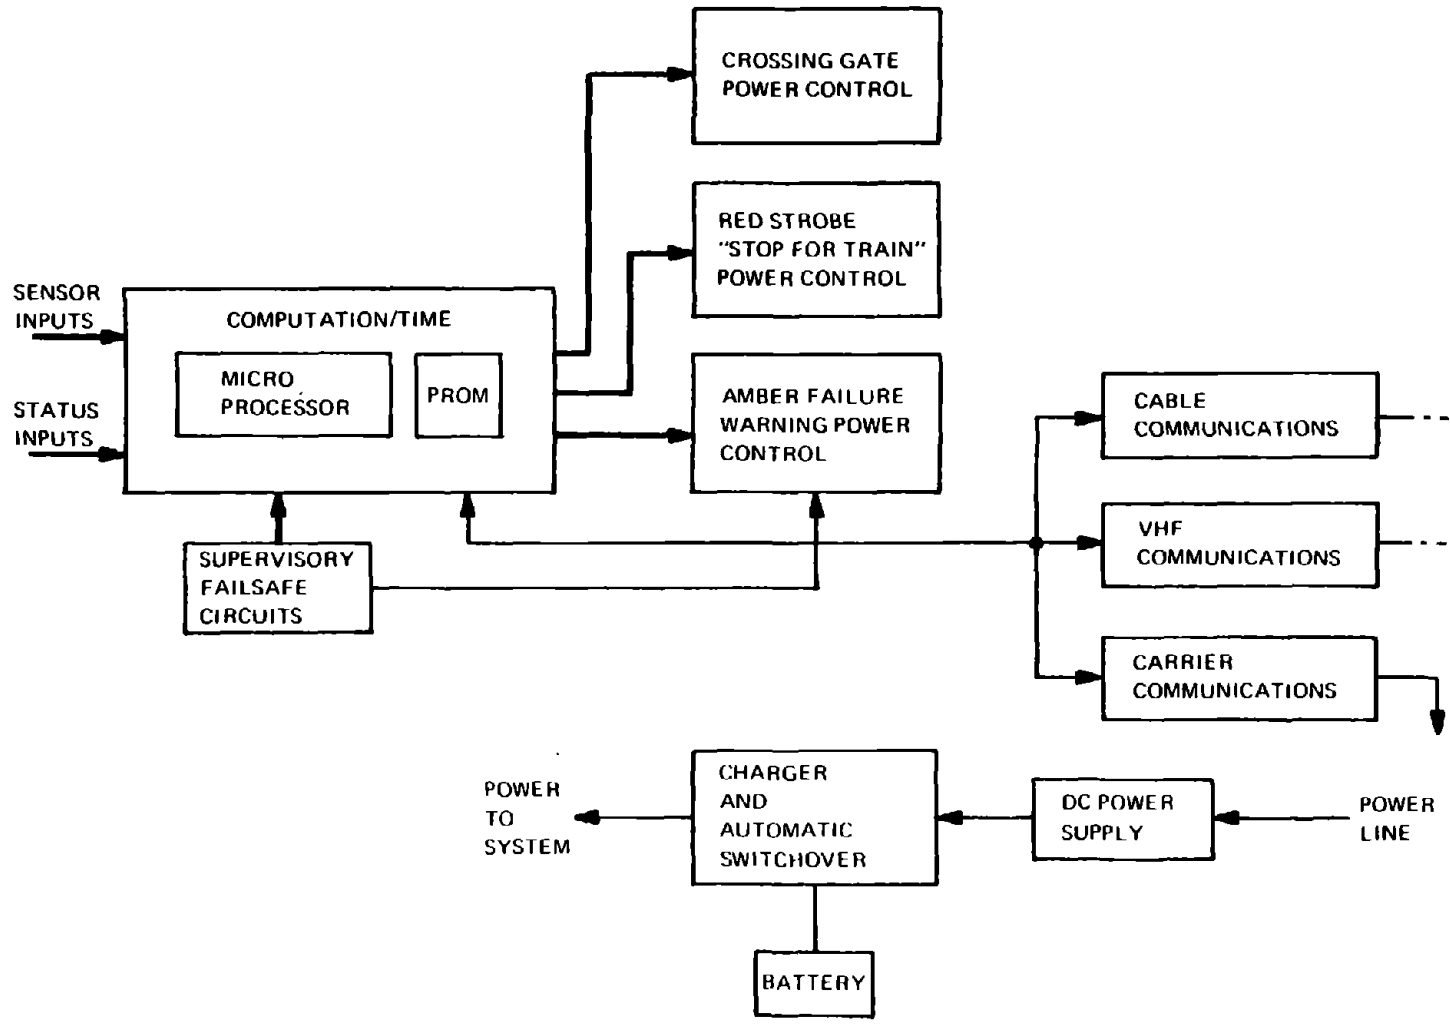 CROSSING GATE
POWER CONTROL
RED STROBE
"STOP FOR TRAIN"
POWER CONTROL
SENSOR
INPUTS
COMPUTATION/TIME
MICRO
PROCESSOR
PROM
STATUS
INPUTS
AMBER FAILURE
WARNING POWER
CONTROL
CABLE
COMMUNICATIONS
VHF
COMMUNICATIONS
SUPERVISORY
FAILSAFE
CIRCUITS
CARRIER
COMMUNICATIONS
POWER
TO
SYSTEM
CHARGER
AND
AUTOMATIC
SWITCHOVER
DC POWER
SUPPLY
POWER
LINE
BATTERY